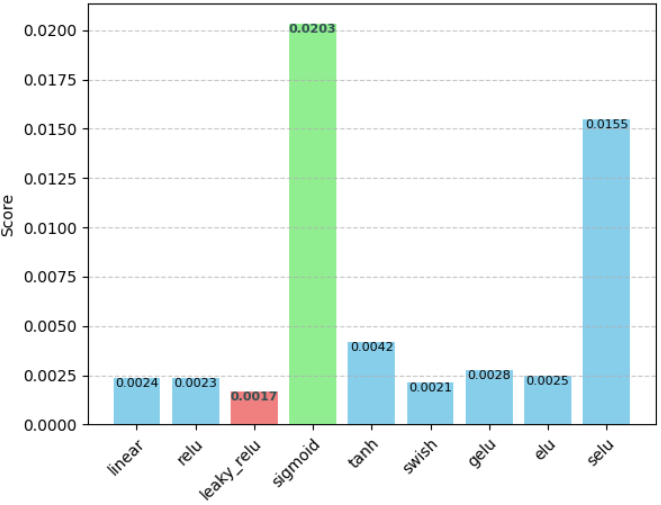 Score
0.0200
0.0175
0.0150
0.0125
0.0100
0.0075
0.0050
0.0025
0.0000
0.0024
0.0023
0.0017
0.0203
0.0042
0.0021
0.0028
0.0025
0.0155
linear
relu
leaky_relu
sigmoid
tanh
swish
gelu
elu
selu